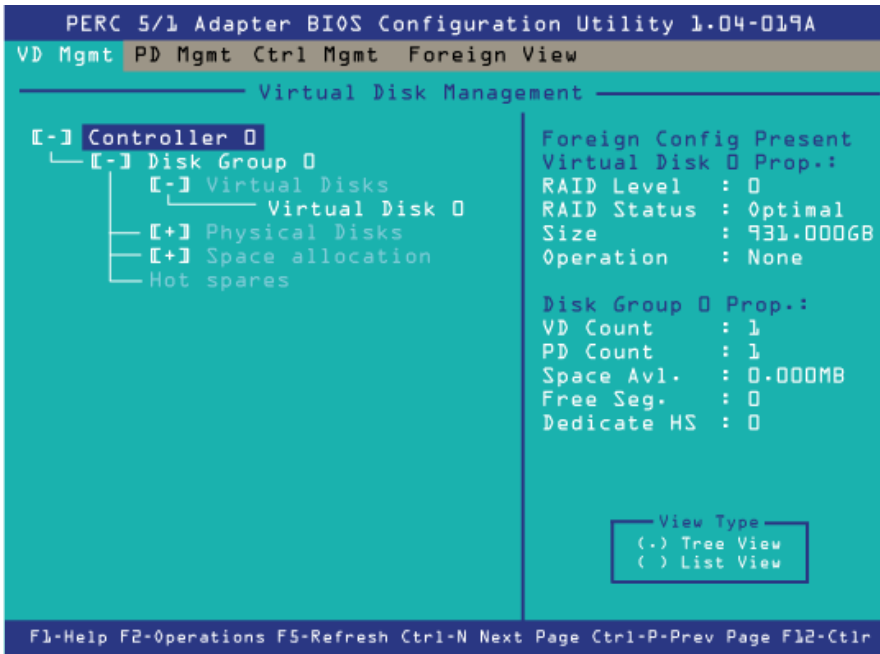 PERC 5/1 Adapter BIOS Configuration Utility 1.04-019A
VD Mgmt PD Mgmt Ctrl Mgmt Foreign View
Virtual Disk Management
[-] Controller 0
[-] Disk Group 0
[-] Virtual Disks
Virtual Disk 0
[+] Physical Disks
[+] Space allocation
Hot spares
Foreign Config Present
Virtual Disk 0 Prop.:
RAID Level : 0
RAID Status : Optimal
Size : 931.000GB
Operation : None
Disk Group 0 Prop.:
VD Count : 1
PD Count : 1
Space Avl. : 0.000MB
Free Seg. : 0
Dedicate HS : 0
View Type
(.) Tree View
( ) List View
F1-Help F2-Operations F5-Refresh Ctrl-N Next Page Ctrl-P-Prev Page F12-Ctlr